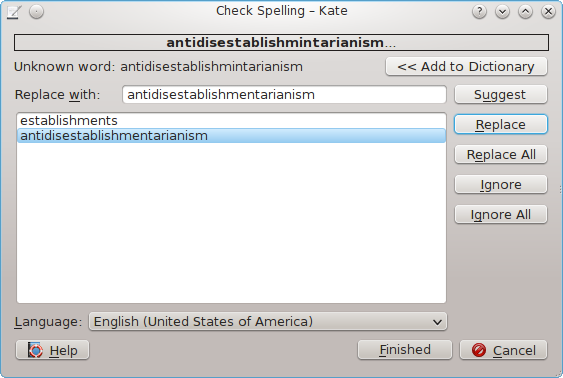 Check Spelling – Kate
antidisestablishmintarianism...
Unknown word: antidisestablishmintarianism
<< Add to Dictionary
Replace with: antidisestablishmentarianism
Suggest
establishments
antidisestablishmentarianism
Replace
Replace All
Ignore
Ignore All
Language: English (United States of America)
Help
Finished
Cancel